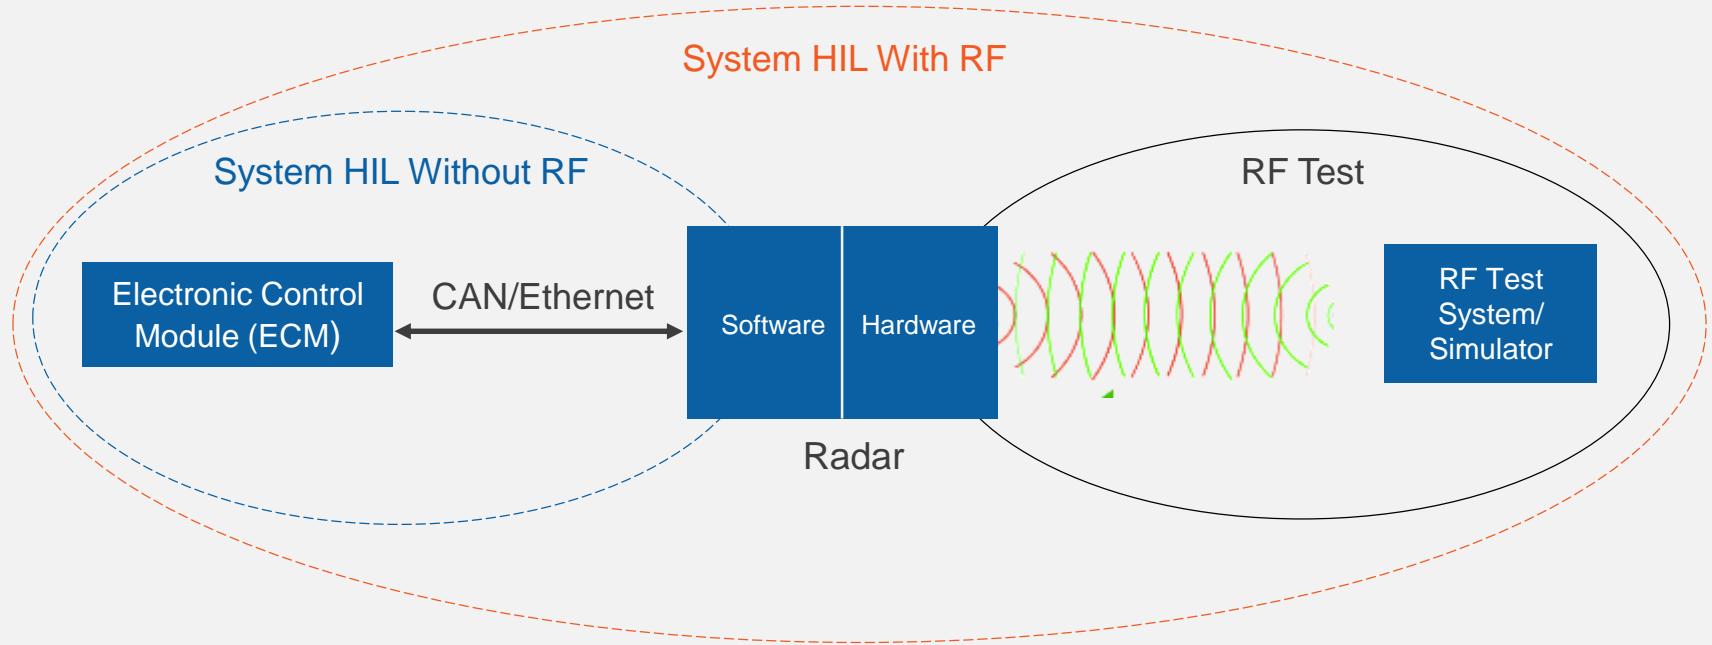 System HIL With RF
System HIL Without RF
RF Test
Electronic Control
Module (ECM)
CAN/Ethernet
Software
Hardware
RF Test
System/
Simulator
Radar